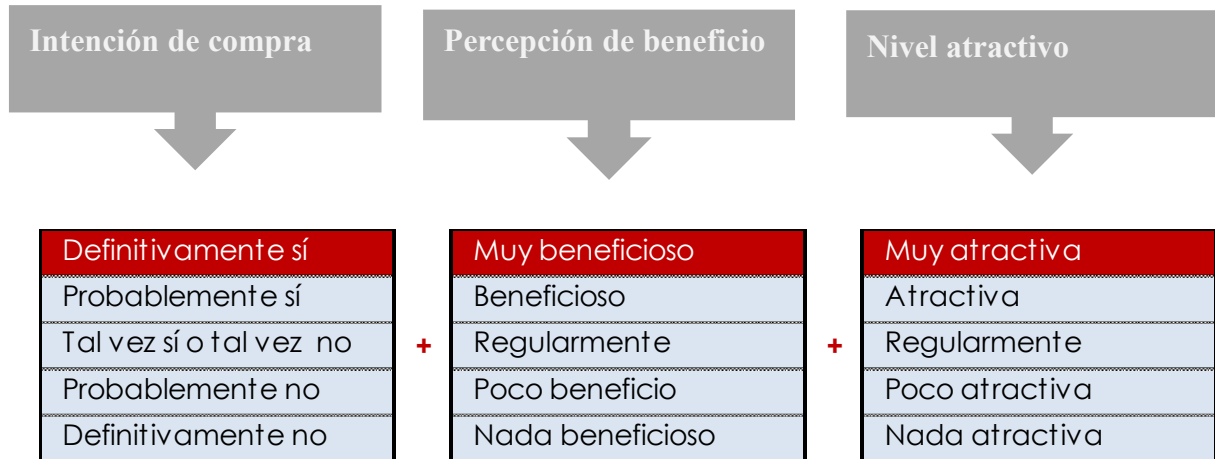 Intención de compra
Percepción de beneficio
Nivel atractivo
Definitivamente sí
Probablemente sí
Tal vez sí o tal vez no
Probablemente no
Definitivamente no
+
Muy beneficioso
Beneficioso
Regularmente
Poco beneficio
Nada beneficioso
+
Muy atractiva
Atractiva
Regularmente
Poco atractiva
Nada atractiva